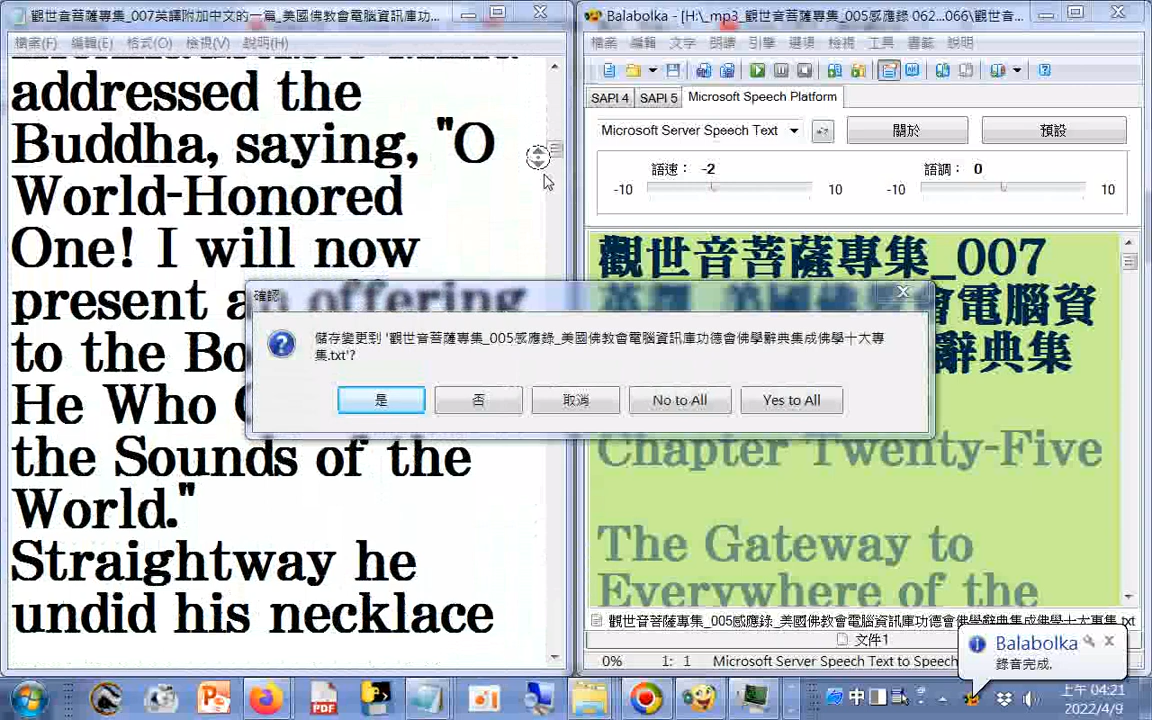 觀世音菩薩專集_007英譯附加中文的一篇_美國佛教會電腦資訊庫功...
檔案(F) 編輯(E) 格式(O) 檢視(V) 說明(H)
addressed the
Buddha, saying, "O
World-Honored
One! I will now
present an offering
to the Bo
He Who
the Sounds of the
World."
Straightway he
undid his necklace
Balabolka - [H:\_mp3_觀世音菩薩專集_005感應錄 062...066\觀世音...
檔案 編輯 文字 朗讀 引擎 選項 檢視 工具 書籤 說明
SAPI 4 SAPI 5 Microsoft Speech Platform
Microsoft Server Speech Text 關於 預設
語速： -2 語調： 0
-10 10 -10 10
觀世音菩薩專集_007
會電腦資
辭典集
Chapter Twenty-Five
The Gateway to
Everywhere of the
確認
儲存變更到 '觀世音菩薩專集_005感應錄_美國佛教會電腦資訊庫功德會佛學辭典集成佛學十大專
集.txt'?
是 否 取消 No to All Yes to All
觀世音菩薩專集_005感應錄_美國佛教會電腦資訊庫功德會佛學辭典集成佛學十大專集.txt
文件1
0% 1: 1 Microsoft Server Speech Text to Speech
Balabolka
錄音完成.
PDF 中 上午 04:21
2022/4/9